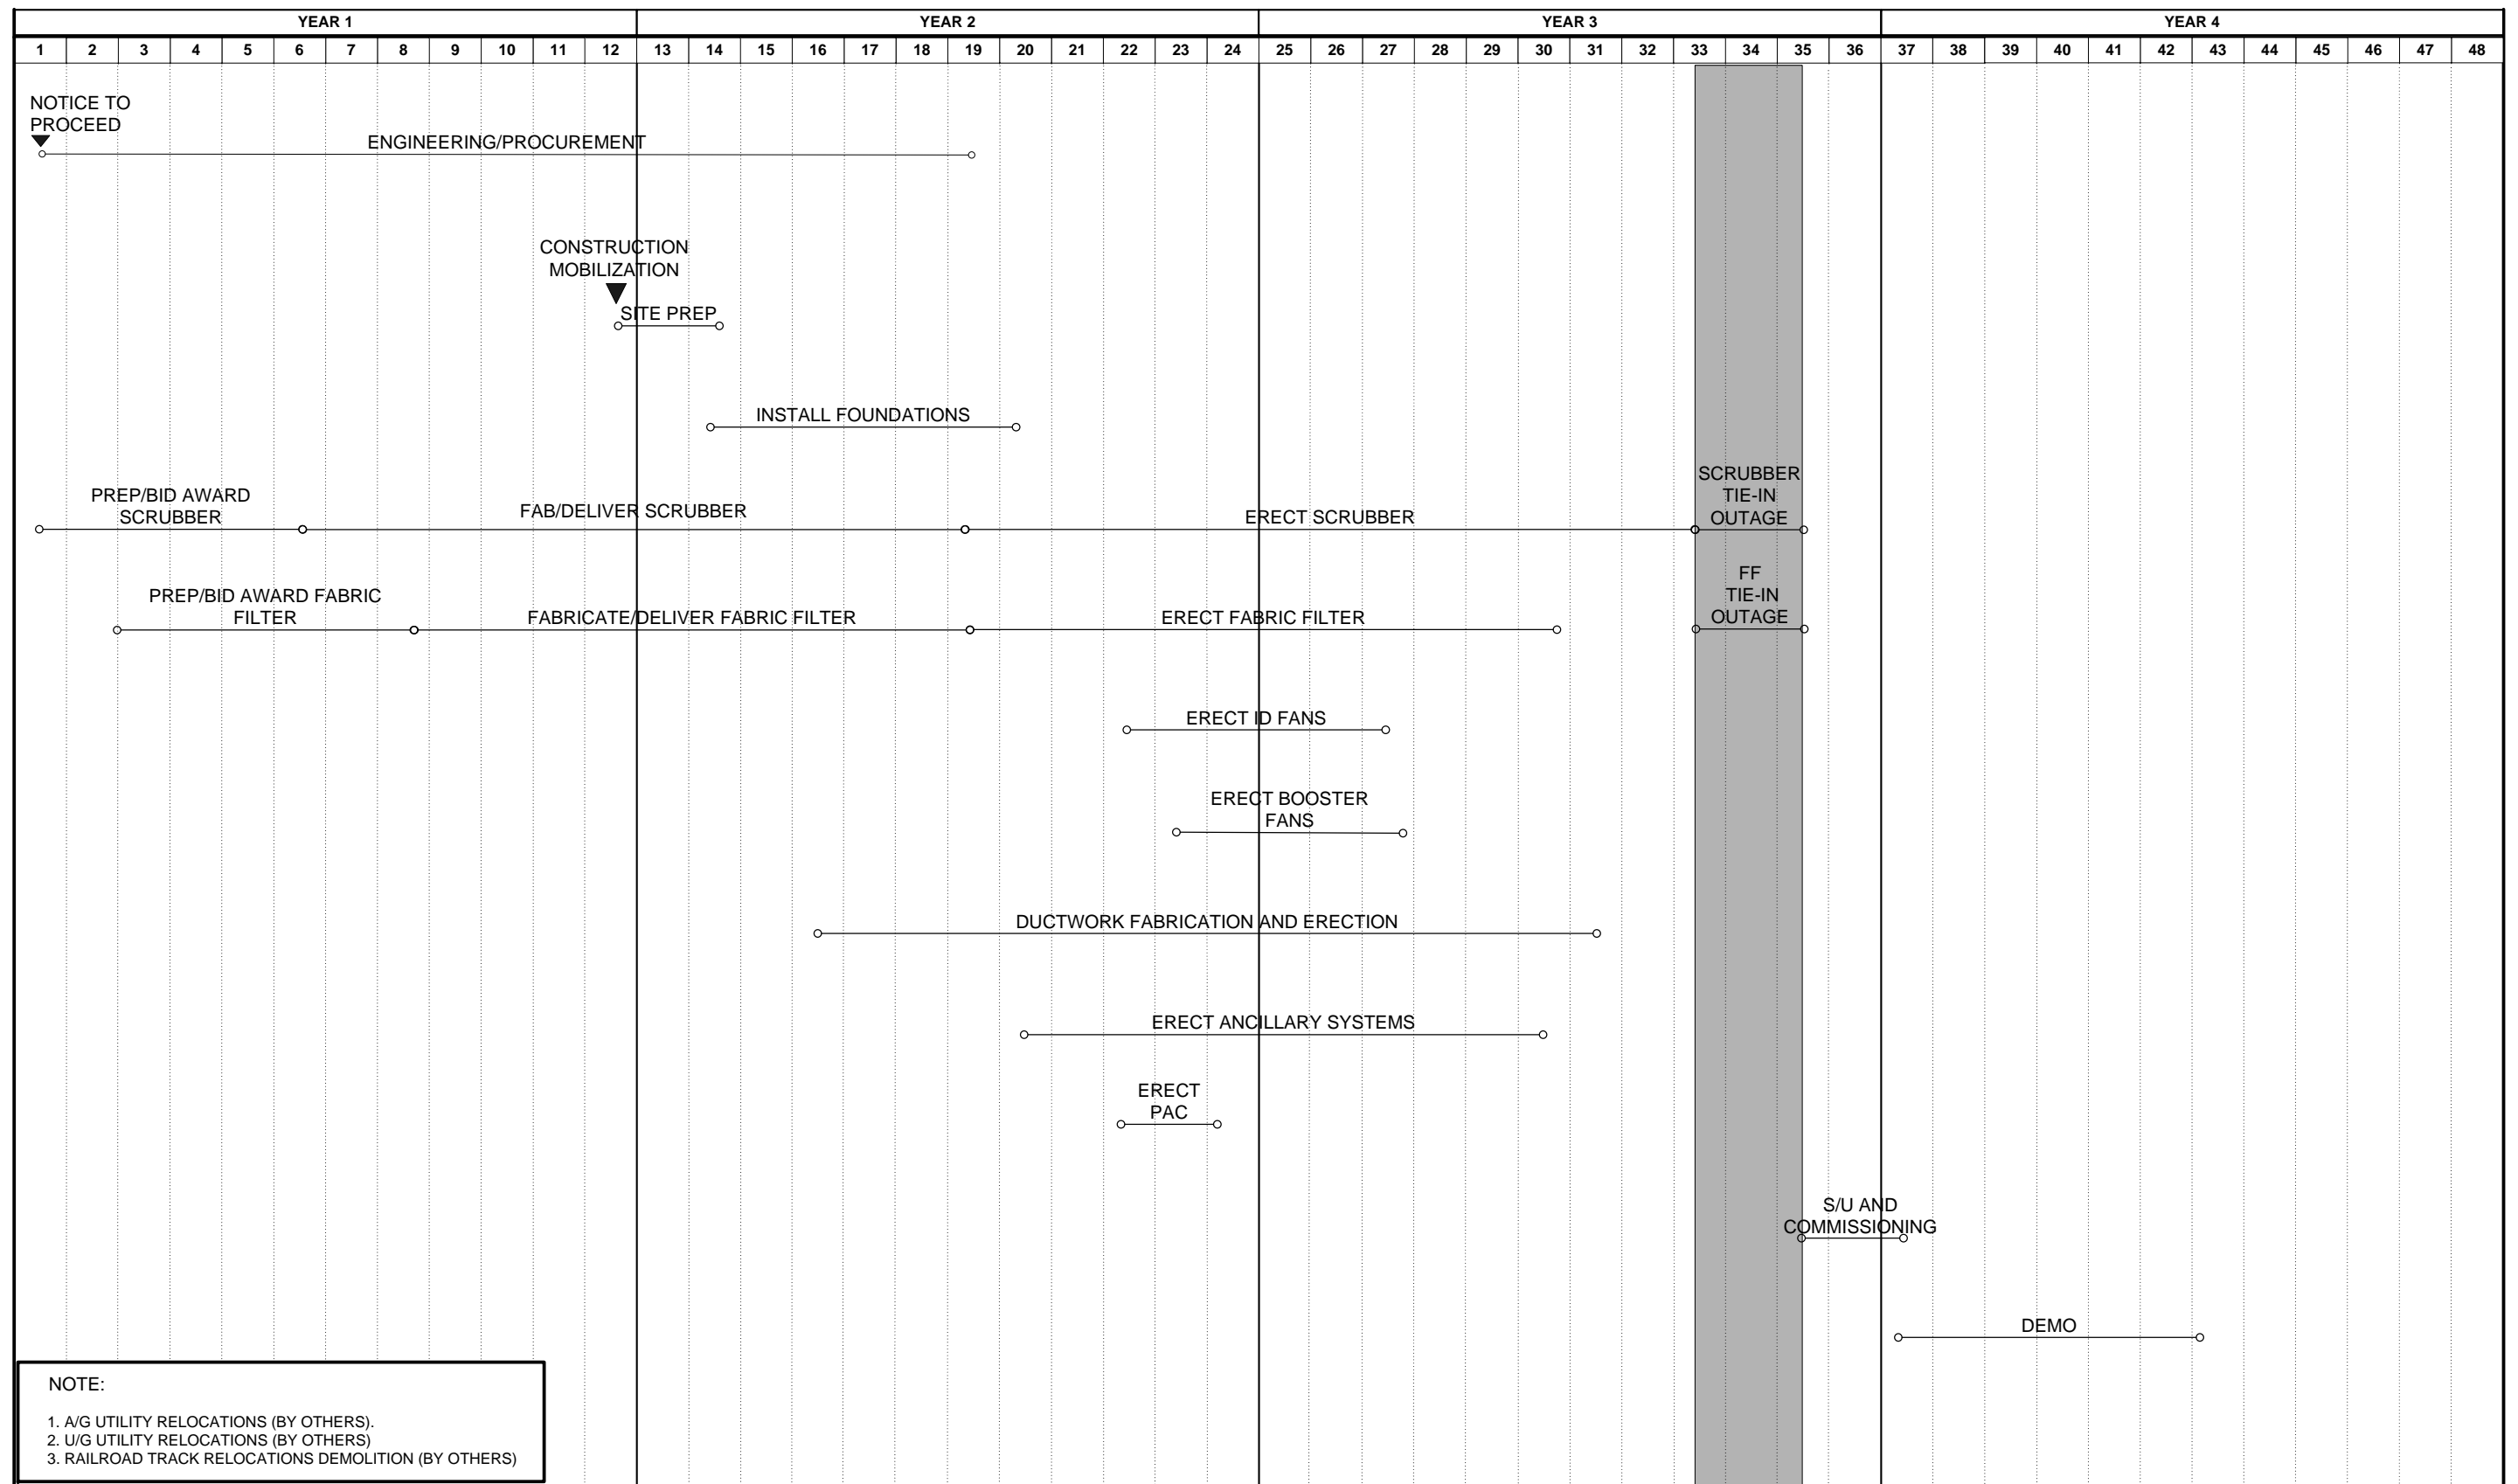 YEAR 1 YEAR 2 YEAR 3 YEAR 4
1 2 3 4 5 6 7 8 9 10 11 12 13 14 15 16 17 18 19 20 21 22 23 24 25 26 27 28 29 30 31 32 33 34 35 36 37 38 39 40 41 42 43 44 45 46 47 48
NOTICE TO
PROCEED
ENGINEERING/PROCUREMENT
CONSTRUCTION
MOBILIZATION
SITE PREP
INSTALL FOUNDATIONS
PREP/BID AWARD
SCRUBBER
FAB/DELIVER SCRUBBER
ERECT SCRUBBER
SCRUBBER
TIE-IN
OUTAGE
PREP/BID AWARD FABRIC
FILTER
FABRICATE/DELIVER FABRIC FILTER
ERECT FABRIC FILTER
FF
TIE-IN
OUTAGE
ERECT ID FANS
ERECT BOOSTER
FANS
DUCTWORK FABRICATION AND ERECTION
ERECT ANCILLARY SYSTEMS
ERECT
PAC
S/U AND
COMMISSIONING
DEMO
NOTE:
1. A/G UTILITY RELOCATIONS (BY OTHERS).
2. U/G UTILITY RELOCATIONS (BY OTHERS)
3. RAILROAD TRACK RELOCATIONS DEMOLITION (BY OTHERS)